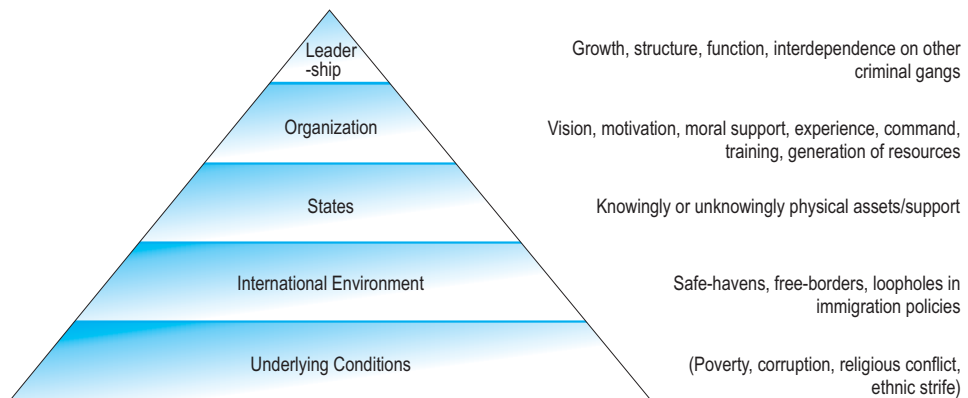 Leader
-ship
Growth, structure, function, interdependence on other
criminal gangs
Organization
Vision, motivation, moral support, experience, command,
training, generation of resources
States
Knowingly or unknowingly physical assets/support
International Environment
Safe-havens, free-borders, loopholes in
immigration policies
Underlying Conditions
(Poverty, corruption, religious conflict,
ethnic strife)